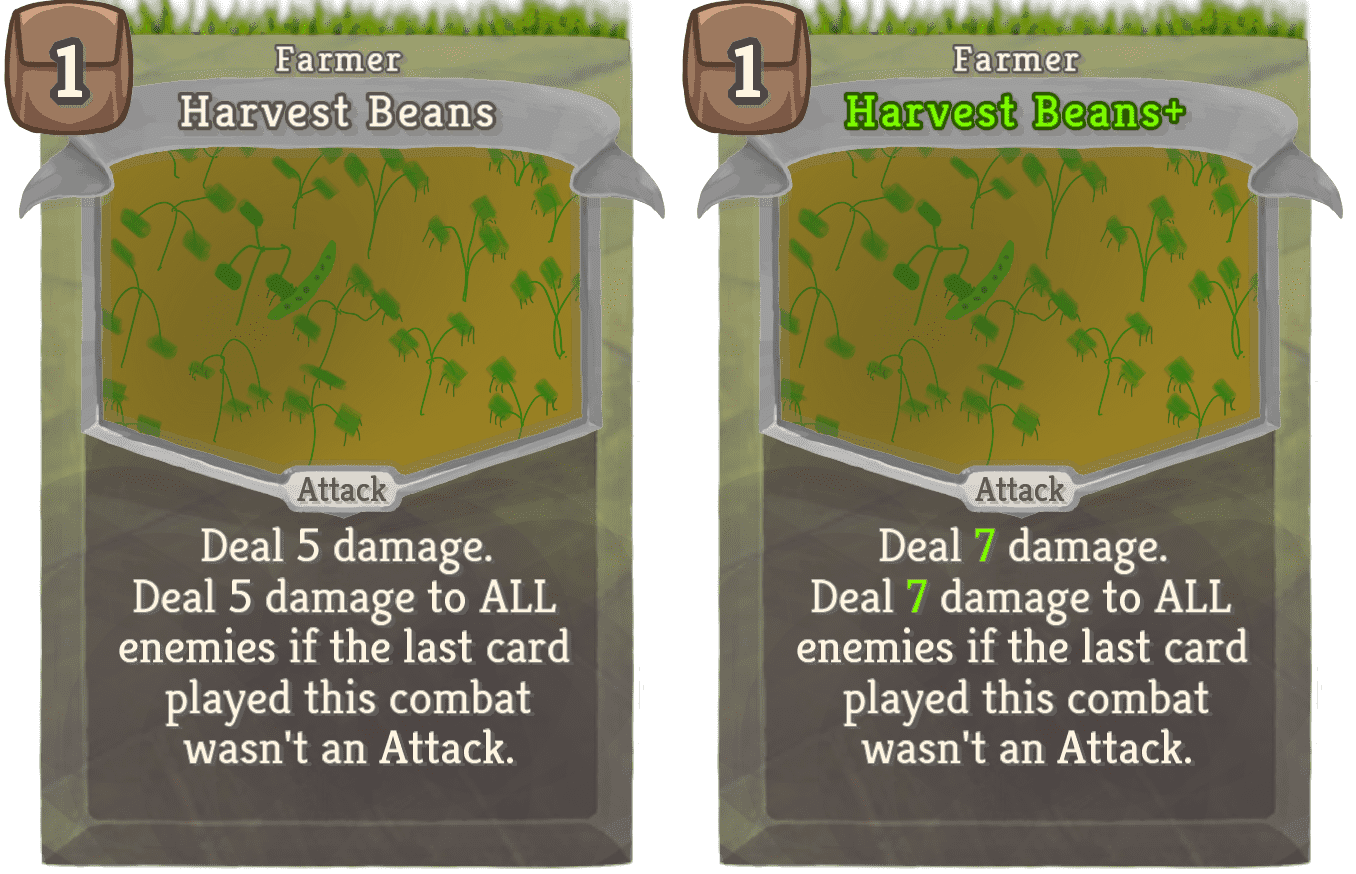 1
Farmer
Harvest Beans
Attack
Deal 5 damage.
Deal 5 damage to ALL
enemies if the last card
played this combat
wasn't an Attack.
1
Farmer
Harvest Beans+
Attack
Deal 7 damage.
Deal 7 damage to ALL
enemies if the last card
played this combat
wasn't an Attack.